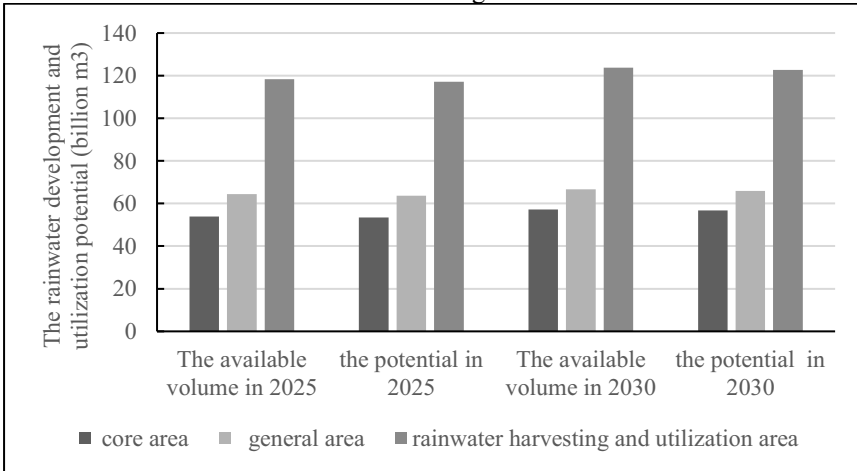 The rainwater development and
utilization potential (billion m3)
140
120
100
80
60
40
20
0
The available
volume in 2025
the potential in
2025
The available
volume in 2030
the potential in
2030
core area
general area
rainwater harvesting and utilization area